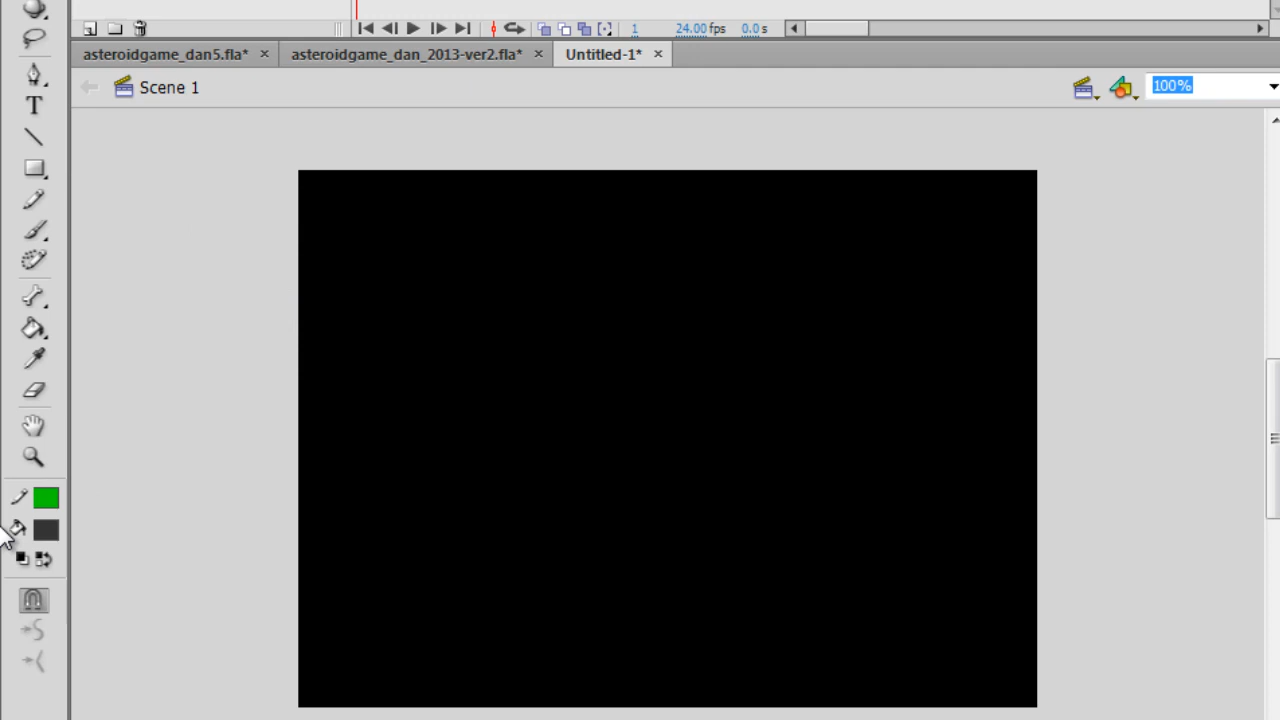 1 24.00 fps 0.0 s
asteroidgame_dan5.fla* asteroidgame_dan_2013-ver2.fla* Untitled-1*
Scene 1 100%
T